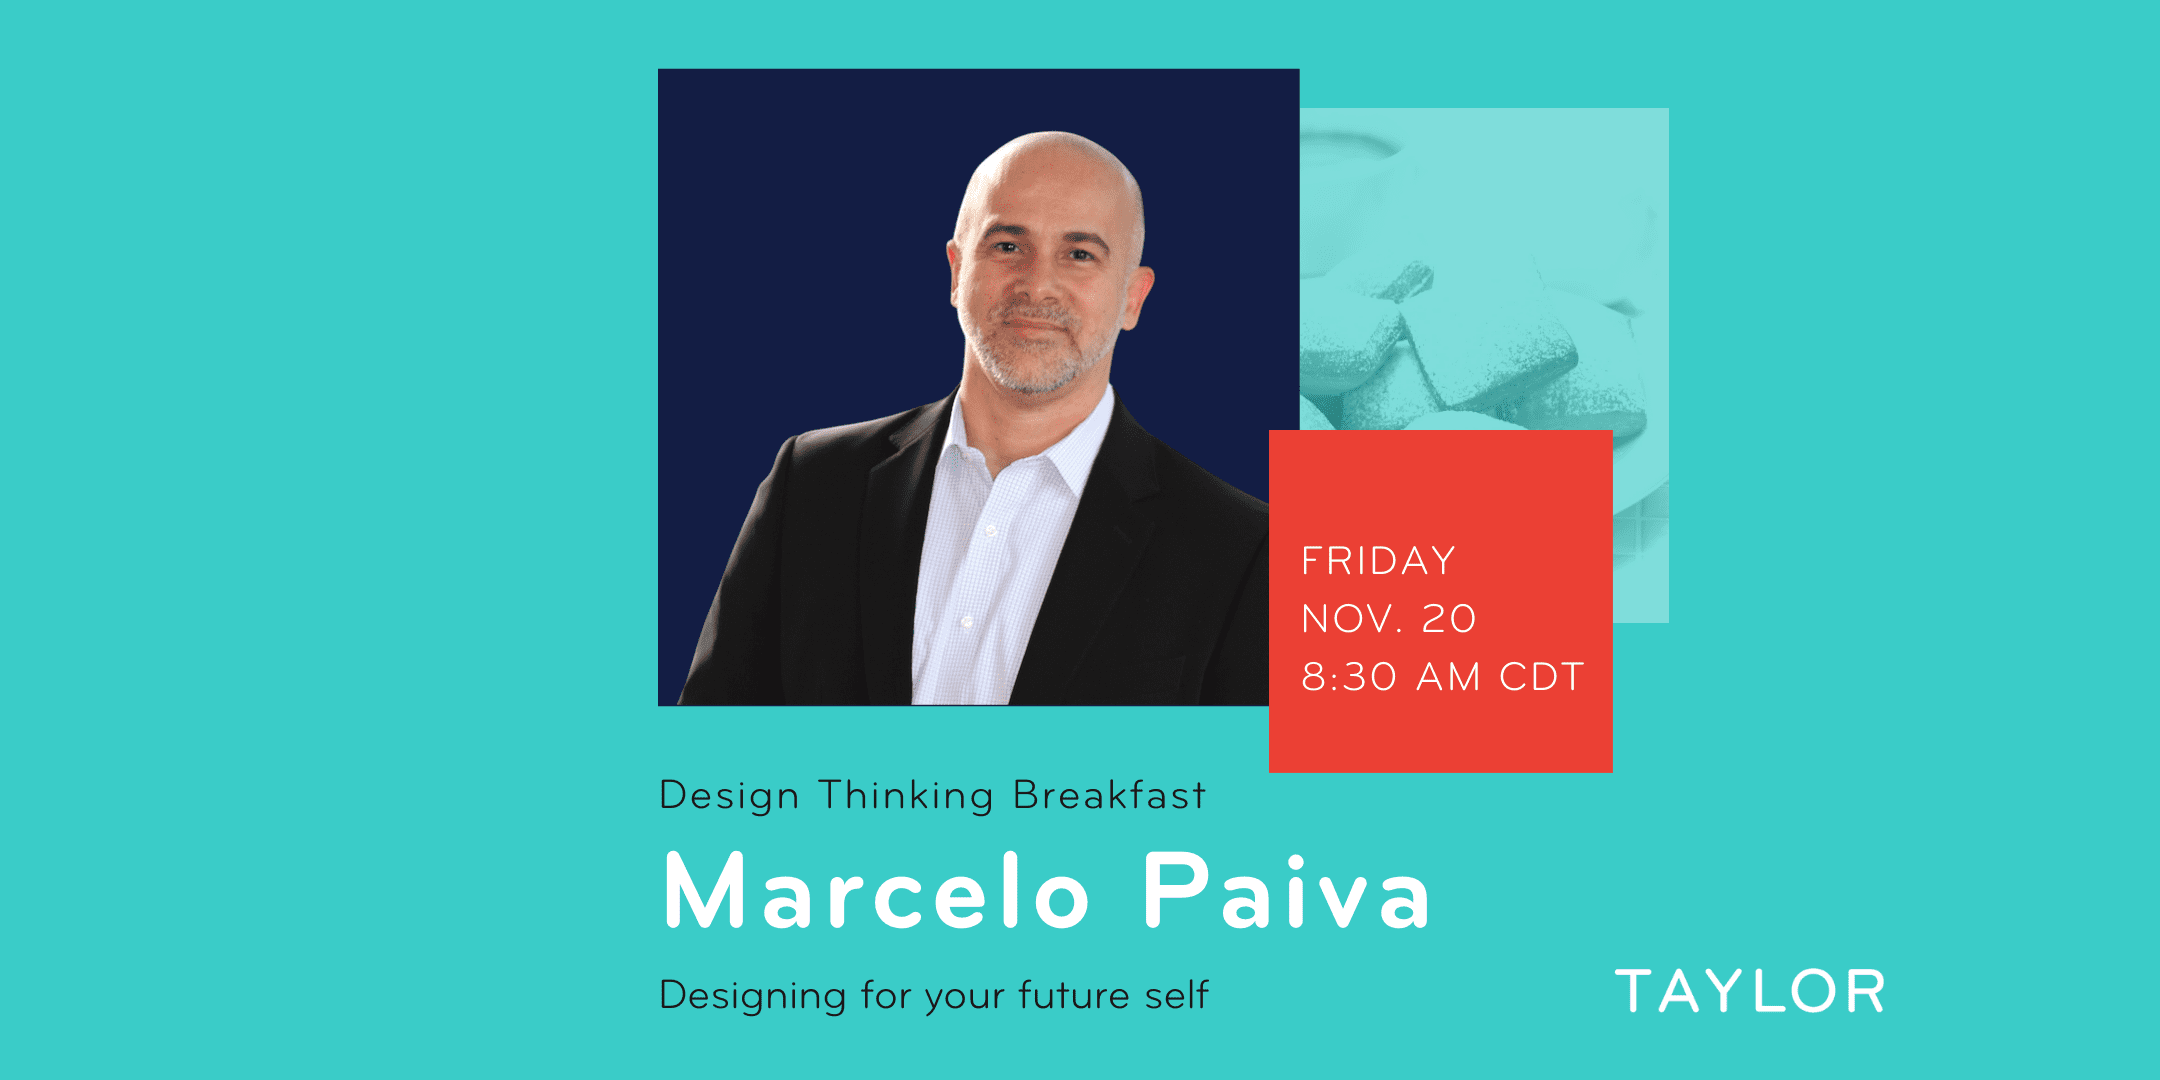 FRIDAY
NOV. 20
8:30 AM CDT
Design Thinking Breakfast
Marcelo Paiva
Designing for your future self
TAYLOR